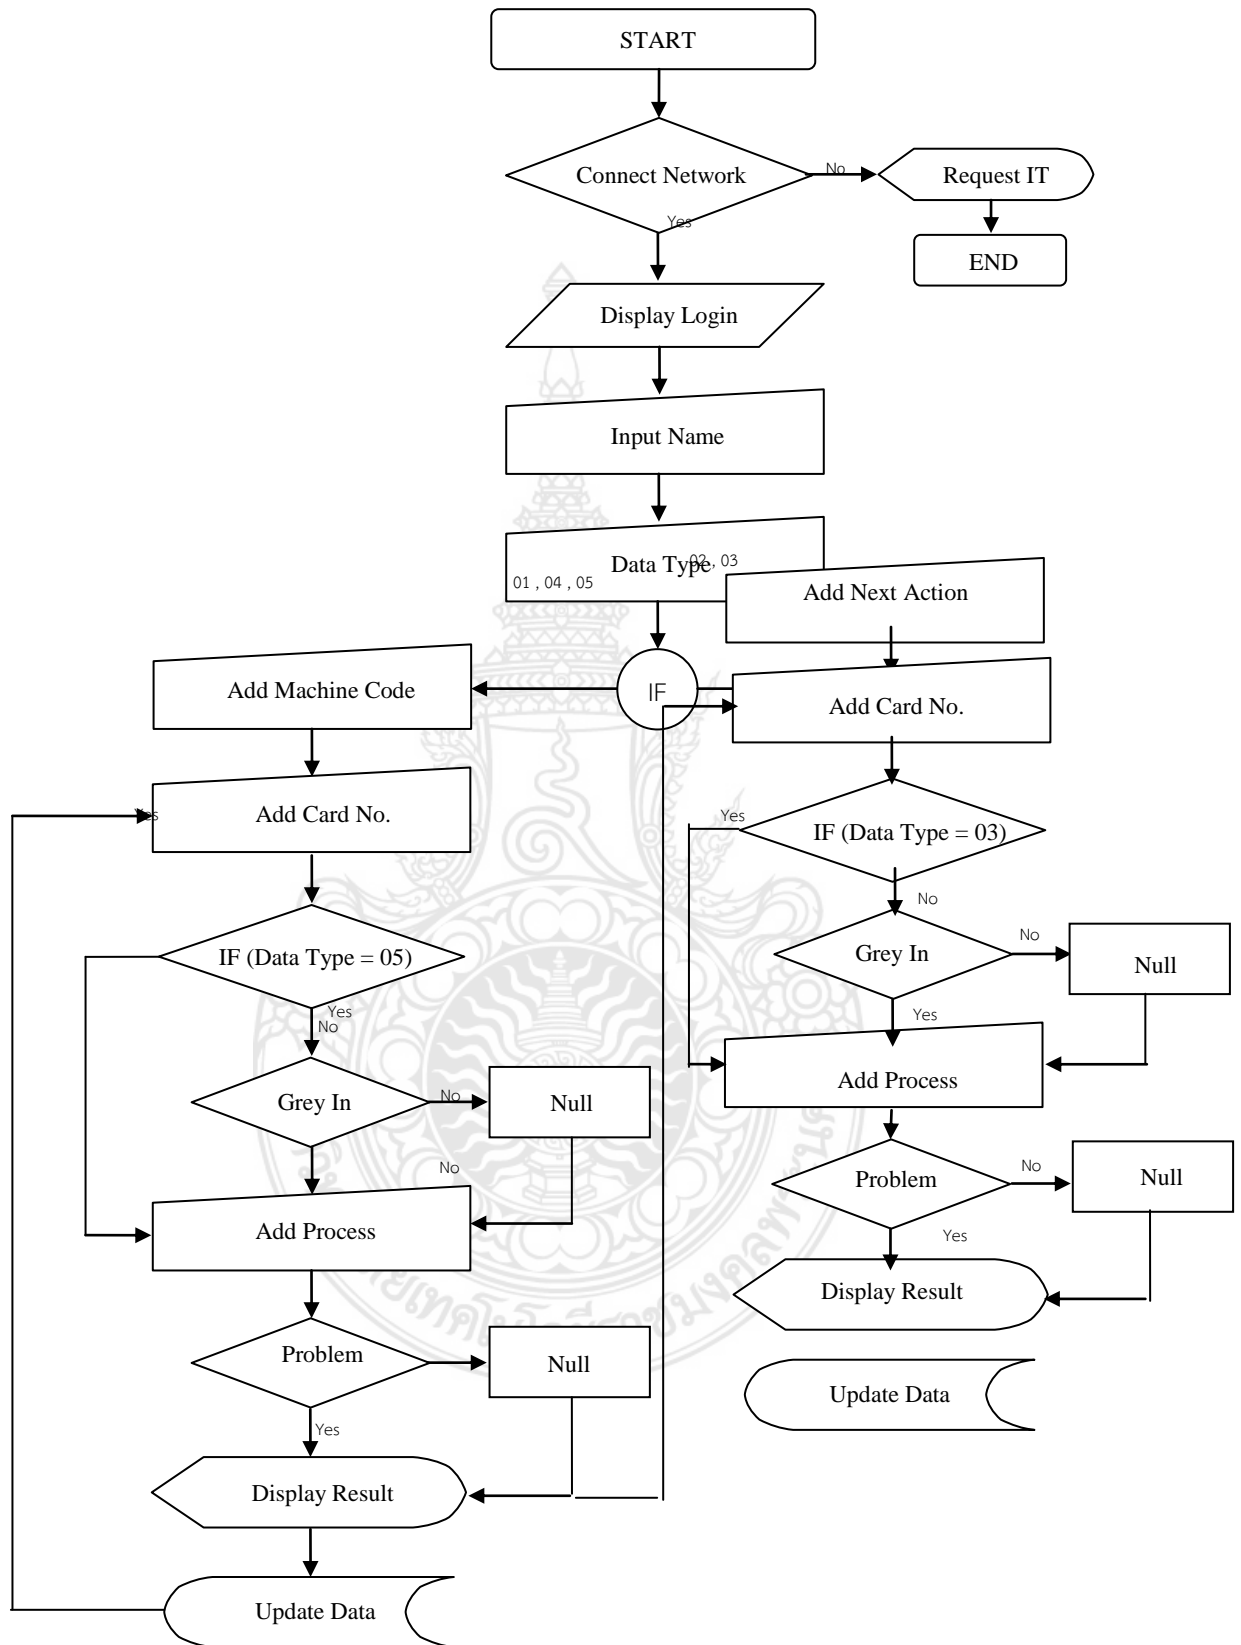 START
Connect Network
No
Request IT
Yes
END
Display Login
Input Name
Data Type
02 , 03
01 , 04 , 05
Add Next Action
Add Machine Code
IF
Add Card No.
Yes
Add Card No.
Yes
IF (Data Type = 03)
No
IF (Data Type = 05)
Grey In
No
Null
Yes
No
Yes
Grey In
No
Null
Add Process
No
Problem
No
Null
Add Process
Yes
Display Result
Problem
Null
Yes
Update Data
Display Result
Update Data